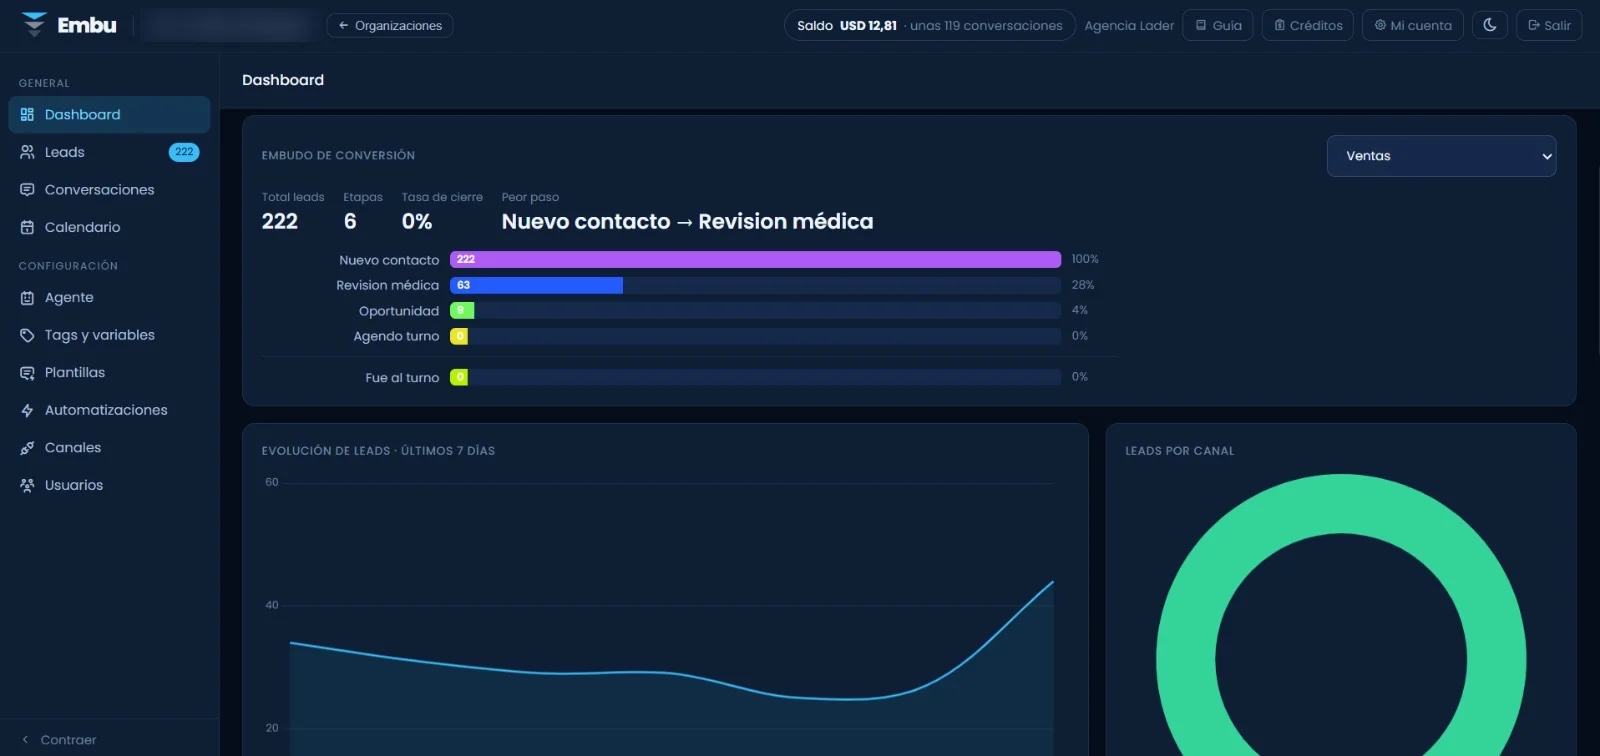 Embu
← Organizaciones
Saldo USD 12,81 · unas 119 conversaciones
Agencia Lader
Guía
Créditos
Mi cuenta
Salir
GENERAL
Dashboard
Leads 222
Conversaciones
Calendario
CONFIGURACIÓN
Agente
Tags y variables
Plantillas
Automatizaciones
Canales
Usuarios
Contraer
Dashboard
EMBUDO DE CONVERSIÓN
Ventas
Total leads Etapas Tasa de cierre Peor paso
222 6 0% Nuevo contacto → Revision médica
Nuevo contacto 222 100%
Revision médica 63 28%
Oportunidad 4%
Agendo turno 0 0%
Fue al turno 0 0%
EVOLUCIÓN DE LEADS · ÚLTIMOS 7 DÍAS
60
40
20
LEADS POR CANAL